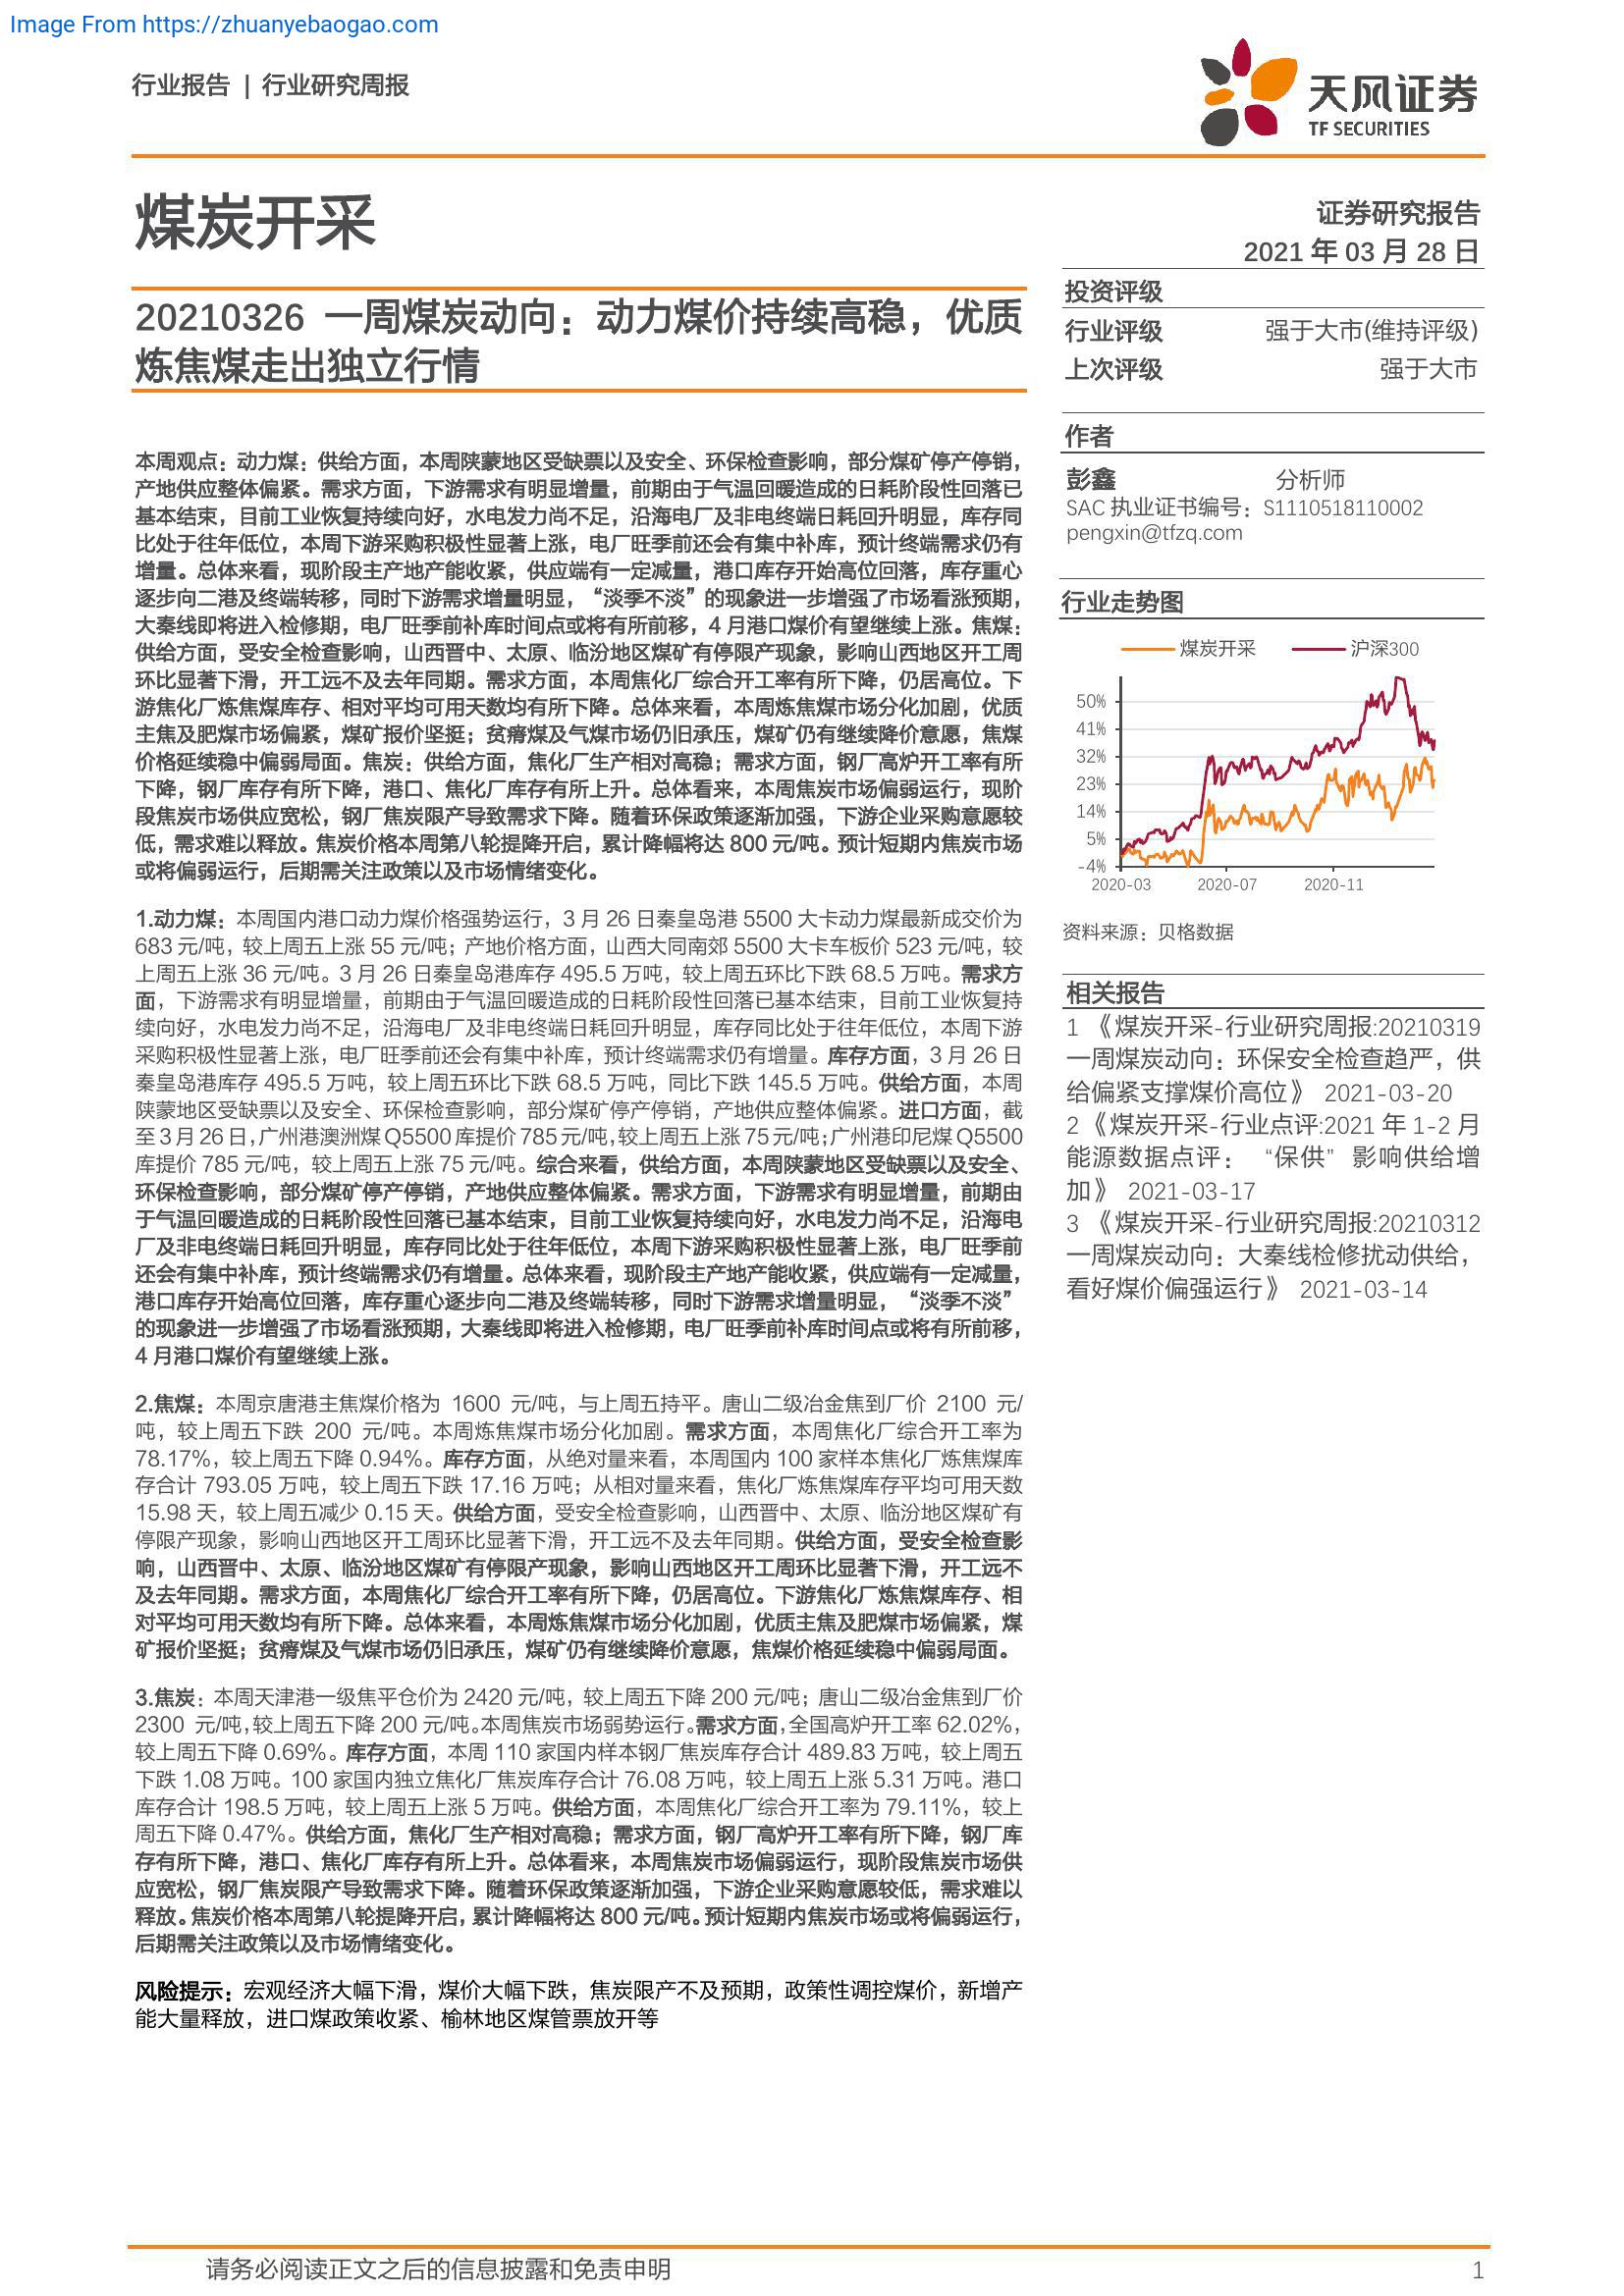 Image From https://zhuanyebaogao.com
行业报告 | 行业研究周报
天风证券
TF SECURITIES
煤炭开采
证券研究报告
2021 年 03 月 28 日
20210326 一周煤炭动向：动力煤价持续高稳，优质
炼焦煤走出独立行情
投资评级
行业评级 强于大市(维持评级)
上次评级 强于大市
作者
彭鑫 分析师
SAC 执业证书编号：S1110518110002
pengxin@tfzq.com
行业走势图
煤炭开采 沪深300
50%
41%
32%
23%
14%
5%
-4%
2020-03 2020-07 2020-11
资料来源：贝格数据
相关报告
1 《煤炭开采-行业研究周报:20210319
一周煤炭动向：环保安全检查趋严，供
给偏紧支撑煤价高位》 2021-03-20
2 《煤炭开采-行业点评:2021 年 1-2 月
能源数据点评： “保供” 影响供给增
加》 2021-03-17
3 《煤炭开采-行业研究周报:20210312
一周煤炭动向：大秦线检修扰动供给，
看好煤价偏强运行》 2021-03-14
本周观点：动力煤：供给方面，本周陕蒙地区受缺票以及安全、环保检查影响，部分煤矿停产停销，
产地供应整体偏紧。需求方面，下游需求有明显增量，前期由于气温回暖造成的日耗阶段性回落已
基本结束，目前工业恢复持续向好，水电发力尚不足，沿海电厂及非电终端日耗回升明显，库存同
比处于往年低位，本周下游采购积极性显著上涨，电厂旺季前还会有集中补库，预计终端需求仍有
增量。总体来看，现阶段主产地产能收紧，供应端有一定减量，港口库存开始高位回落，库存重心
逐步向二港及终端转移，同时下游需求增量明显，“淡季不淡”的现象进一步增强了市场看涨预期，
大秦线即将进入检修期，电厂旺季前补库时间点或将有所前移，4 月港口煤价有望继续上涨。焦煤：
供给方面，受安全检查影响，山西晋中、太原、临汾地区煤矿有停限产现象，影响山西地区开工周
环比显著下滑，开工远不及去年同期。需求方面，本周焦化厂综合开工率有所下降，仍居高位。下
游焦化厂炼焦煤库存、相对平均可用天数均有所下降。总体来看，本周炼焦煤市场分化加剧，优质
主焦及肥煤市场偏紧，煤矿报价坚挺；贫瘠煤及气煤市场仍旧承压，煤矿仍有继续降价意愿，焦煤
价格延续稳中偏弱局面。焦炭：供给方面，焦化厂生产相对高稳；需求方面，钢厂高炉开工率有所
下降，钢厂库存有所下降，港口、焦化厂库存有所上升。总体看来，本周焦炭市场偏弱运行，现阶
段焦炭市场供应宽松，钢厂焦炭限产导致需求下降。随着环保政策逐渐加强，下游企业采购意愿较
低，需求难以释放。焦炭价格本周第八轮提降开启，累计降幅将达 800 元/吨。预计短期内焦炭市场
或将偏弱运行，后期需关注政策以及市场情绪变化。
1.动力煤：本周国内港口动力煤价格强势运行，3 月 26 日秦皇岛港 5500 大卡动力煤最新成交价为
683 元/吨，较上周五上涨 55 元/吨；产地价格方面，山西大同南郊 5500 大卡车板价 523 元/吨，较
上周五上涨 36 元/吨。3 月 26 日秦皇岛港库存 495.5 万吨，较上周五环比下跌 68.5 万吨。需求方
面，下游需求有明显增量，前期由于气温回暖造成的日耗阶段性回落已基本结束，目前工业恢复持
续向好，水电发力尚不足，沿海电厂及非电终端日耗回升明显，库存同比处于往年低位，本周下游
采购积极性显著上涨，电厂旺季前还会有集中补库，预计终端需求仍有增量。库存方面，3 月 26 日
秦皇岛港库存 495.5 万吨，较上周五环比下跌 68.5 万吨，同比下跌 145.5 万吨。供给方面，本周
陕蒙地区受缺票以及安全、环保检查影响，部分煤矿停产停销，产地供应整体偏紧。进口方面，截
至 3 月 26 日，广州港澳洲煤 Q5500 库提价 785 元/吨，较上周五上涨 75 元/吨；广州港印尼煤 Q5500
库提价 785 元/吨，较上周五上涨 75 元/吨。综合来看，供给方面，本周陕蒙地区受缺票以及安全、
环保检查影响，部分煤矿停产停销，产地供应整体偏紧。需求方面，下游需求有明显增量，前期由
于气温回暖造成的日耗阶段性回落已基本结束，目前工业恢复持续向好，水电发力尚不足，沿海电
厂及非电终端日耗回升明显，库存同比处于往年低位，本周下游采购积极性显著上涨，电厂旺季前
还会有集中补库，预计终端需求仍有增量。总体来看，现阶段主产地产能收紧，供应端有一定减量，
港口库存开始高位回落，库存重心逐步向二港及终端转移，同时下游需求增量明显，“淡季不淡”
的现象进一步增强了市场看涨预期，大秦线即将进入检修期，电厂旺季前补库时间点或将有所前移，
4 月港口煤价有望继续上涨。
2.焦煤：本周京唐港主焦煤价格为 1600 元/吨，与上周五持平。唐山二级冶金焦到厂价 2100 元/
吨，较上周五下跌 200 元/吨。本周炼焦煤市场分化加剧。需求方面，本周焦化厂综合开工率为
78.17%，较上周五下降 0.94%。库存方面，从绝对量来看，本周国内 100 家样本焦化厂炼焦煤库
存合计 793.05 万吨，较上周五下跌 17.16 万吨；从相对量来看，焦化厂炼焦煤库存平均可用天数
15.98 天，较上周五减少 0.15 天。供给方面，受安全检查影响，山西晋中、太原、临汾地区煤矿有
停限产现象，影响山西地区开工周环比显著下滑，开工远不及去年同期。供给方面，受安全检查影
响，山西晋中、太原、临汾地区煤矿有停限产现象，影响山西地区开工周环比显著下滑，开工远不
及去年同期。需求方面，本周焦化厂综合开工率有所下降，仍居高位。下游焦化厂炼焦煤库存、相
对平均可用天数均有所下降。总体来看，本周炼焦煤市场分化加剧，优质主焦及肥煤市场偏紧，煤
矿报价坚挺；贫瘠煤及气煤市场仍旧承压，煤矿仍有继续降价意愿，焦煤价格延续稳中偏弱局面。
3.焦炭：本周天津港一级焦平仓价为 2420 元/吨，较上周五下降 200 元/吨；唐山二级冶金焦到厂价
2300 元/吨，较上周五下降 200 元/吨。本周焦炭市场弱势运行。需求方面，全国高炉开工率 62.02%，
较上周五下降 0.69%。库存方面，本周 110 家国内样本钢厂焦炭库存合计 489.83 万吨，较上周五
下跌 1.08 万吨。100 家国内独立焦化厂焦炭库存合计 76.08 万吨，较上周五上涨 5.31 万吨。港口
库存合计 198.5 万吨，较上周五上涨 5 万吨。供给方面，本周焦化厂综合开工率为 79.11%，较上
周五下降 0.47%。供给方面，焦化厂生产相对高稳；需求方面，钢厂高炉开工率有所下降，钢厂库
存有所下降，港口、焦化厂库存有所上升。总体看来，本周焦炭市场偏弱运行，现阶段焦炭市场供
应宽松，钢厂焦炭限产导致需求下降。随着环保政策逐渐加强，下游企业采购意愿较低，需求难以
释放。焦炭价格本周第八轮提降开启，累计降幅将达 800 元/吨。预计短期内焦炭市场或将偏弱运行，
后期需关注政策以及市场情绪变化。
风险提示：宏观经济大幅下滑，煤价大幅下跌，焦炭限产不及预期，政策性调控煤价，新增产
能大量释放，进口煤政策收紧、榆林地区煤管票放开等
请务必阅读正文之后的信息披露和免责申明 1